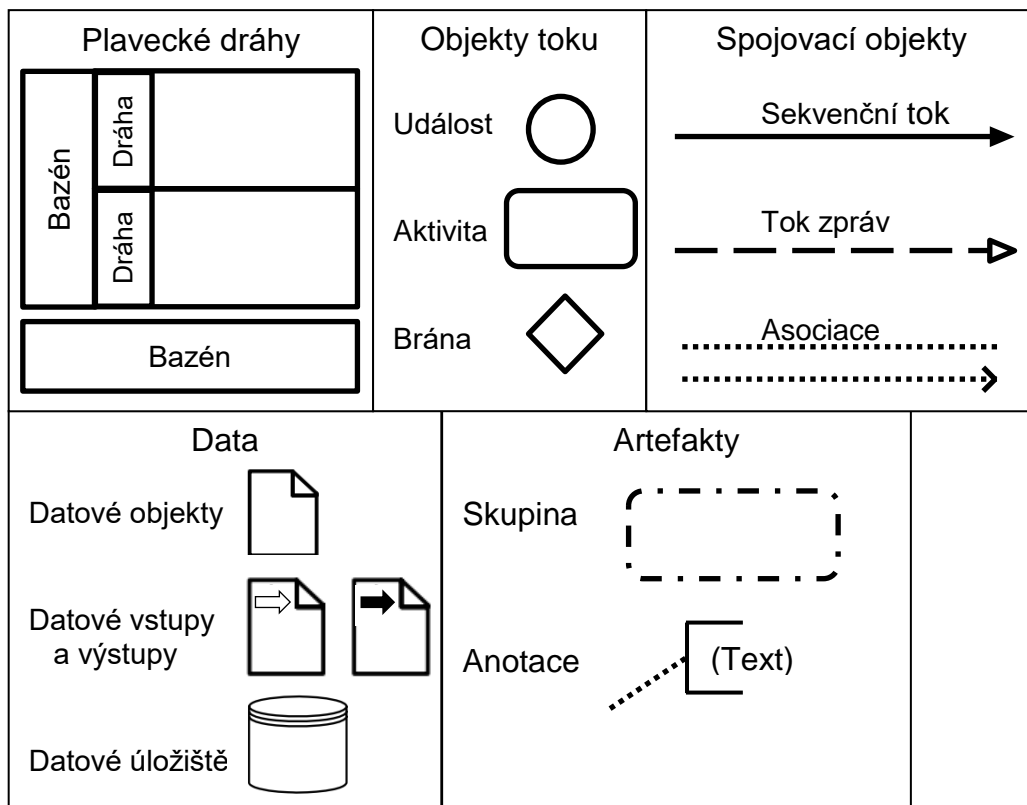 Plavecké dráhy
Bazén
Dráha
Dráha
Bazén
Objekty toku
Událost
Aktivita
Brána
Spojovací objekty
Sekvenční tok
Tok zpráv
Asociace
Data
Datové objekty
Datové vstupy
a výstupy
Datové úložiště
Artefakty
Skupina
Anotace
(Text)